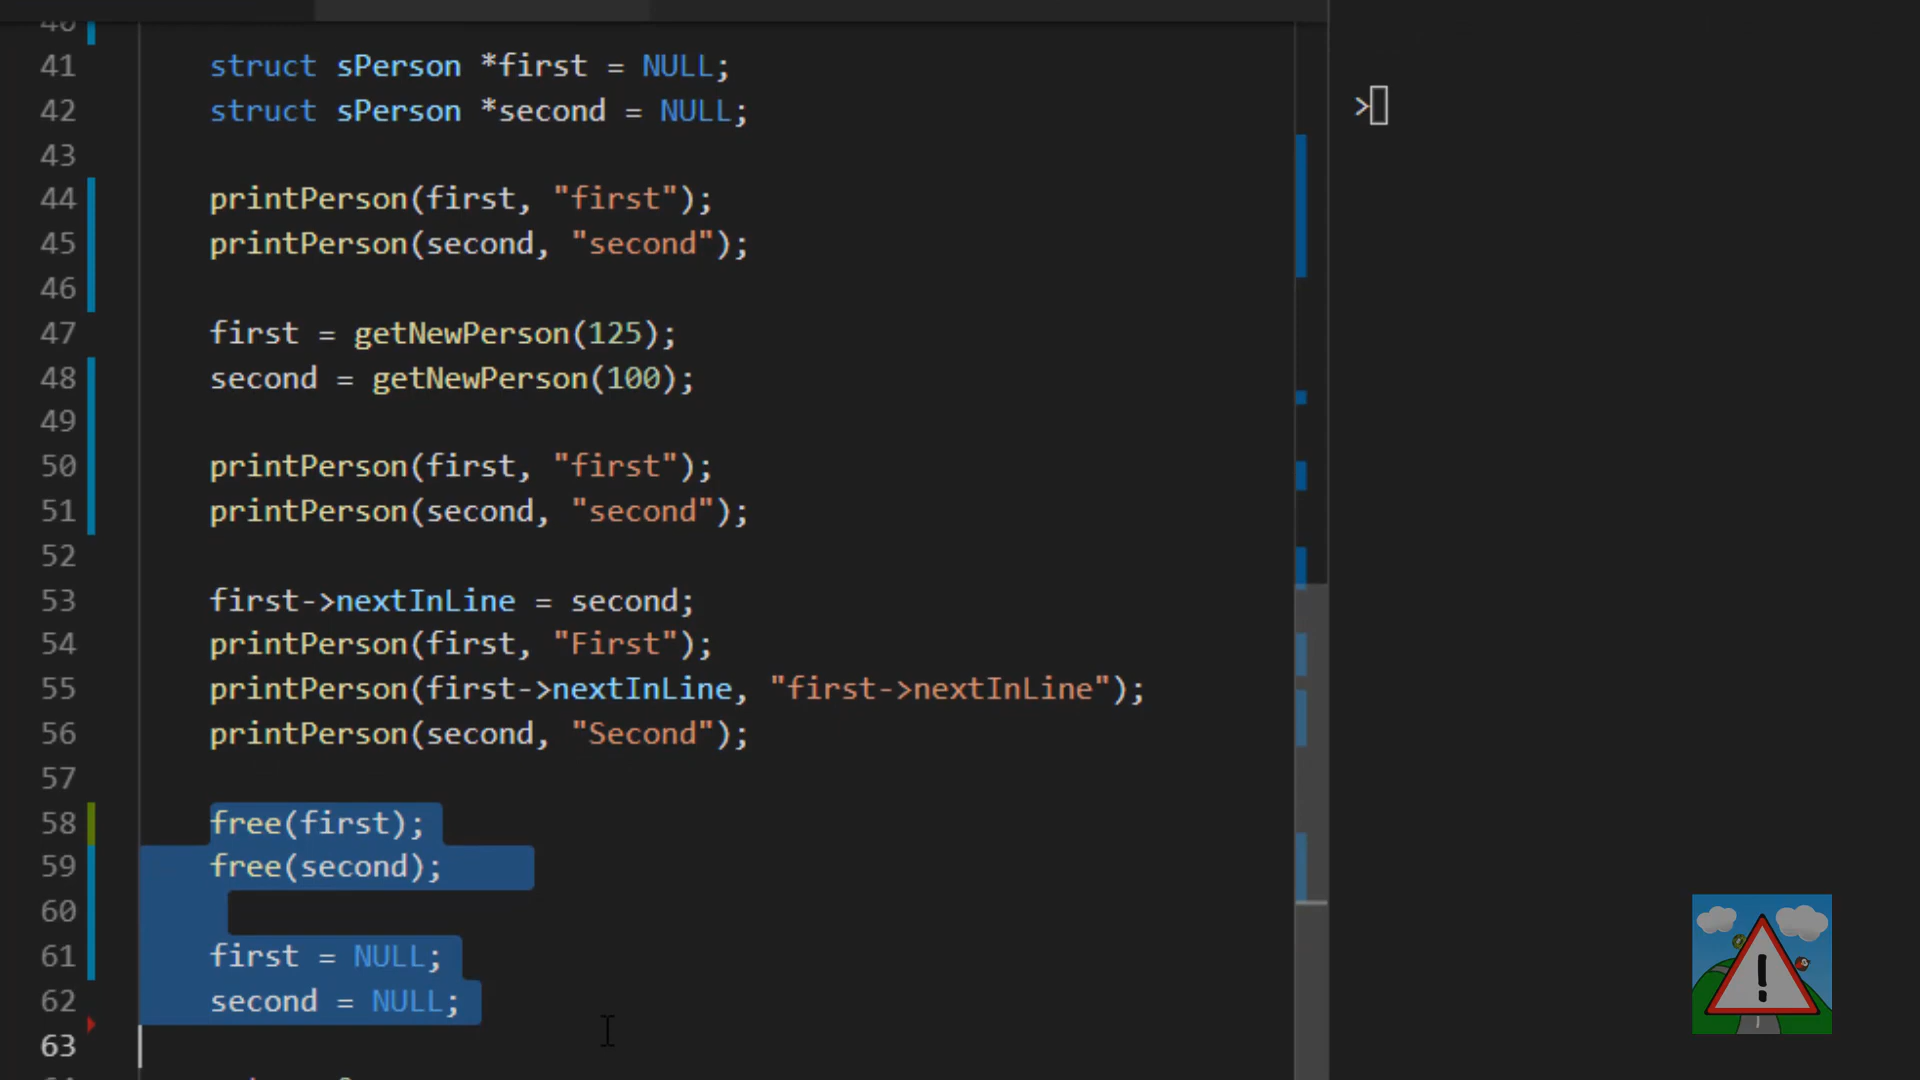 41 struct sPerson *first = NULL;
42 struct sPerson *second = NULL;
43
44 printPerson(first, "first");
45 printPerson(second, "second");
46
47 first = getNewPerson(125);
48 second = getNewPerson(100);
49
50 printPerson(first, "first");
51 printPerson(second, "second");
52
53 first->nextInLine = second;
54 printPerson(first, "First");
55 printPerson(first->nextInLine, "first->nextInLine");
56 printPerson(second, "Second");
57
58 free(first);
59 free(second);
60
61 first = NULL;
62 second = NULL;
63
>
!